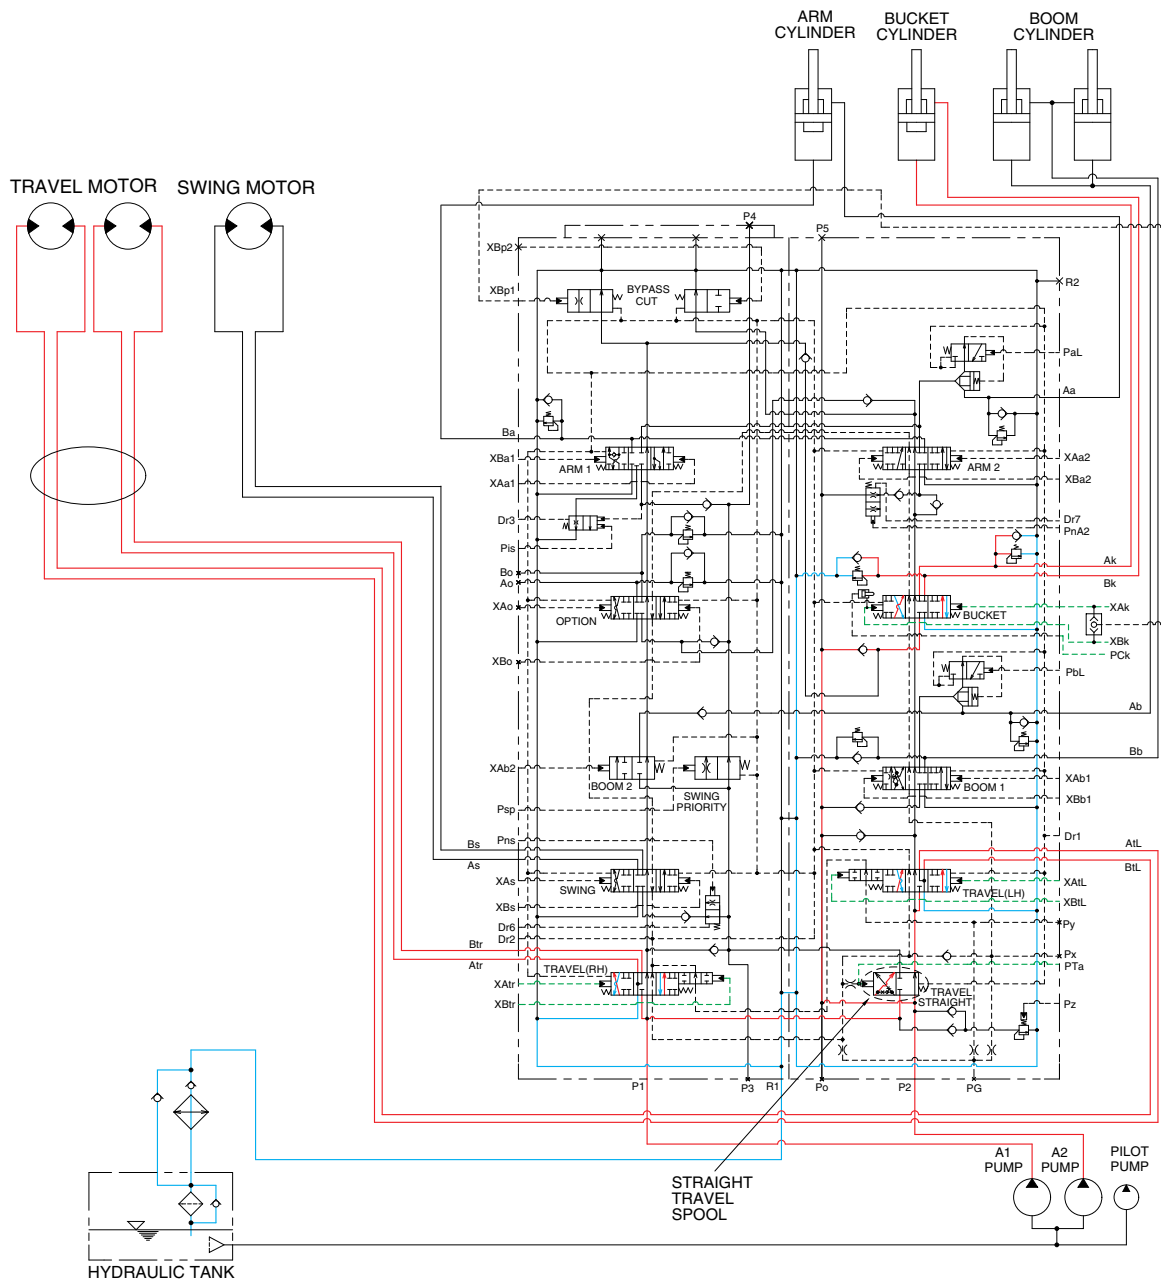 ARM
CYLINDER
BUCKET
CYLINDER
BOOM
CYLINDER
TRAVEL MOTOR
SWING MOTOR
P4
P5
XBp2
XBp1
BYPASS
CUT
R2
PaL
Aa
Ba
XBa1
ARM 1
XAa1
ARM 2
XAa2
XBa2
Dr3
Pis
Dr7
PnA2
Bo
Ao
XAo
OPTION
XBo
Ak
Bk
BUCKET
XAk
XBk
PCk
PbL
Ab
Bb
XAb2
BOOM 2
SWING
PRIORITY
Psp
BOOM 1
XAb1
XBb1
Pns
Bs
As
XAs
SWING
XBs
Dr6
Dr2
Dr1
AtL
BtL
XAtL
TRAVEL(LH)
XBtL
Py
Btr
Atr
TRAVEL(RH)
XAtr
XBtr
Px
PTa
TRAVEL
STRAIGHT
Pz
P1
P3
R1
Po
P2
PG
STRAIGHT
TRAVEL
SPOOL
A1
PUMP
A2
PUMP
PILOT
PUMP
HYDRAULIC TANK